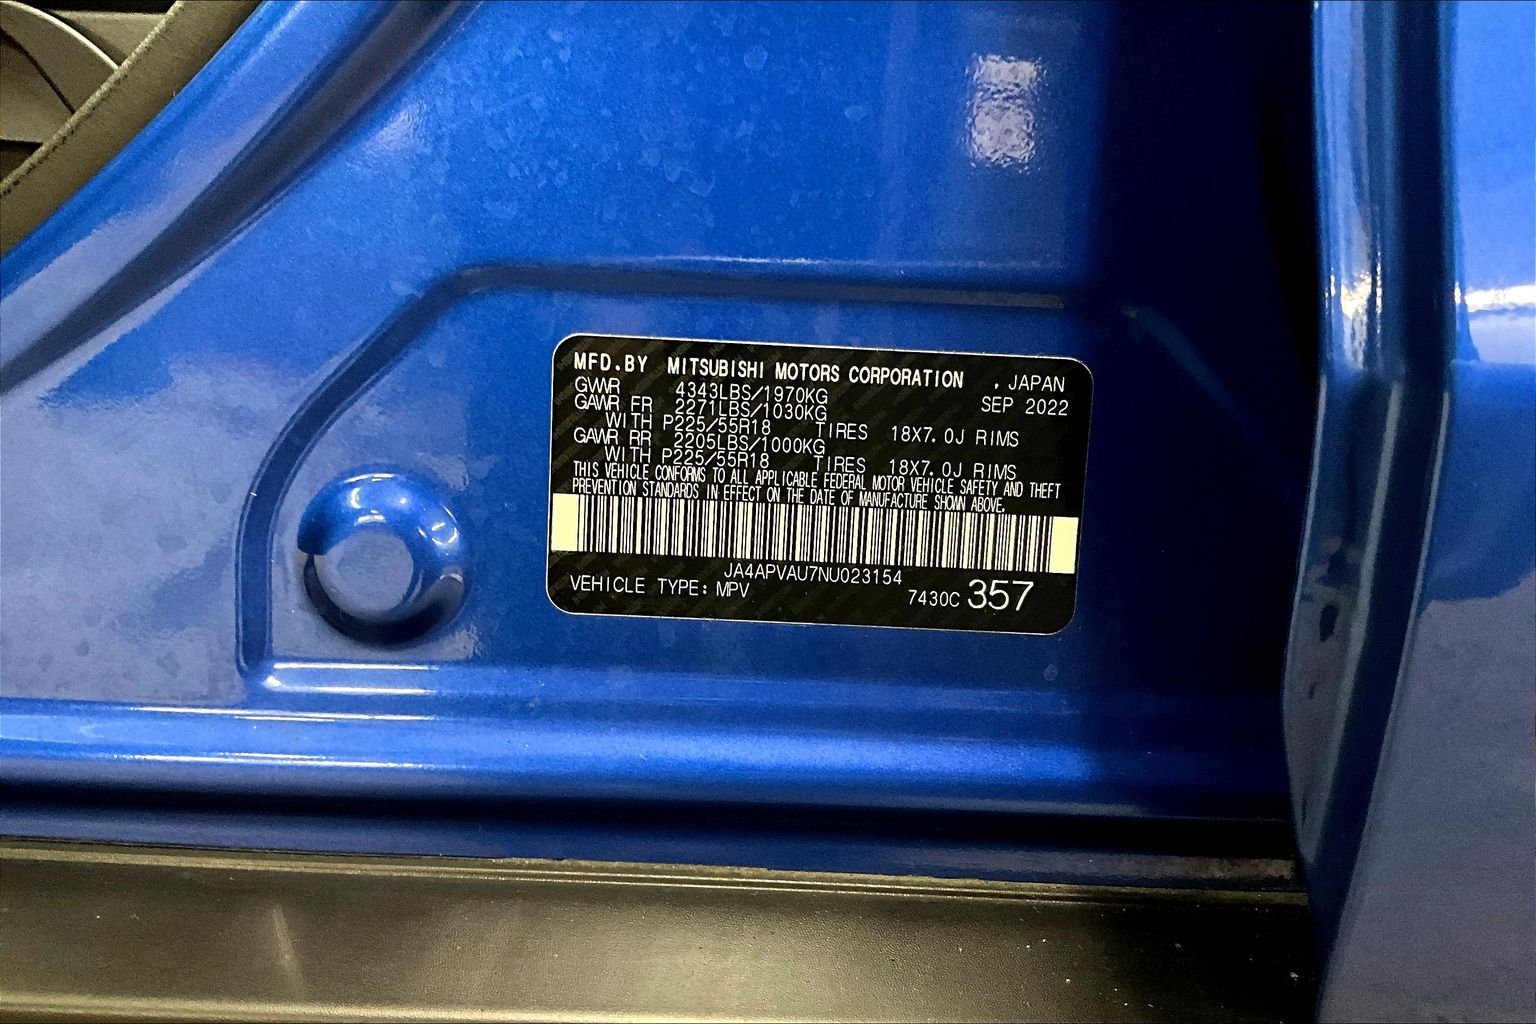 MFD.BY MITSUBISHI MOTORS CORPORATION , JAPAN
GVWR 4343LBS/1970KG SEP 2022
GAWR FR 2271LBS/1030KG
WITH P225/55R18 TIRES 18X7.0J RIMS
GAWR RR 2205LBS/1000KG
WITH P225/55R18 TIRES 18X7.0J RIMS
THIS VEHICLE CONFORMS TO ALL APPLICABLE FEDERAL MOTOR VEHICLE SAFETY AND THEFT
PREVENTION STANDARDS IN EFFECT ON THE DATE OF MANUFACTURE SHOWN ABOVE.
JA4APVAU7NU023154
VEHICLE TYPE: MPV 7430C 357